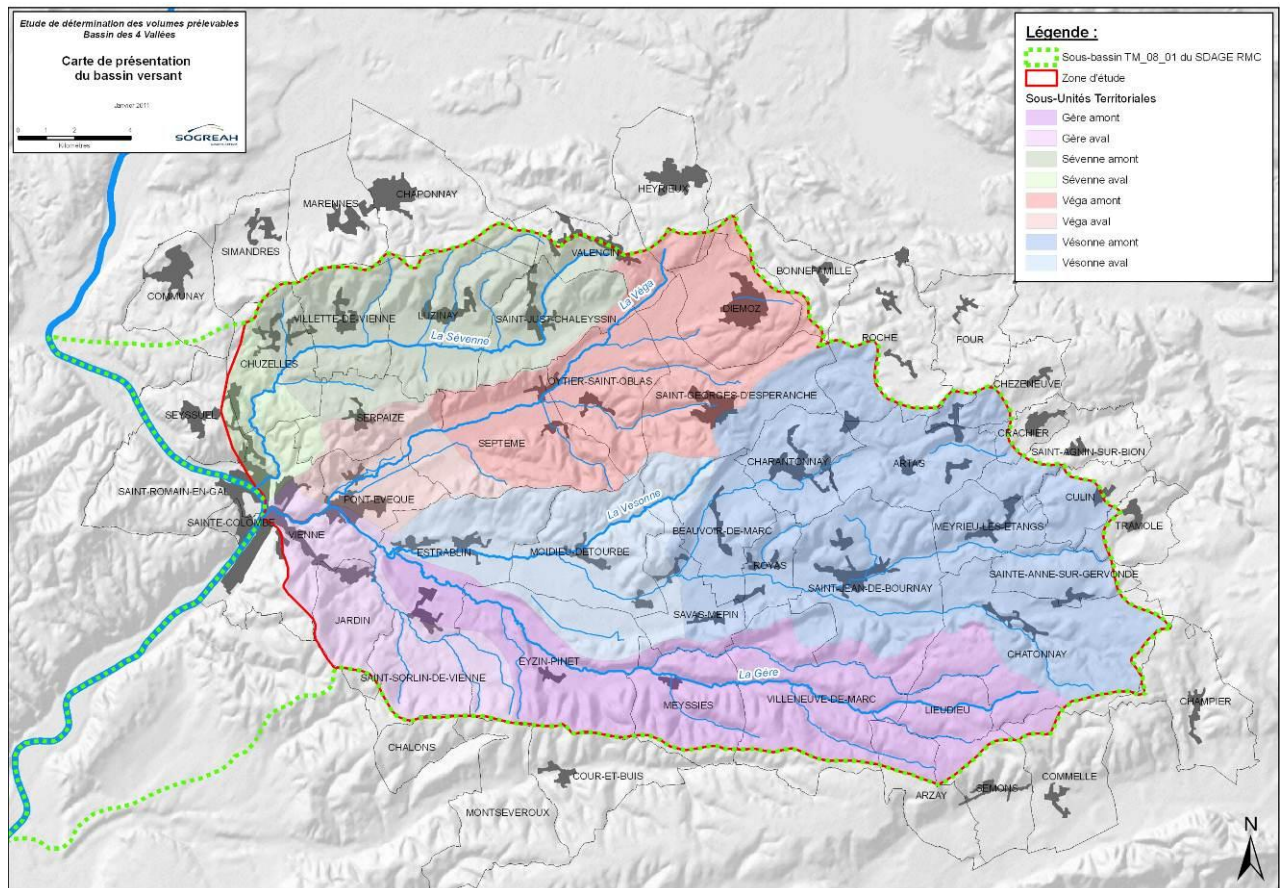 Etude de détermination des volumes prélevables
Bassin des 4 Vallées
Carte de présentation
du bassin versant
Janvier 2011
0 1 2 4
Kilomètres
SOGREAH
Légende :
Sous-bassin TM_08_01 du SDAGE RMC
Zone d'étude
Sous-Unités Territoriales
Gère amont
Gère aval
Sévenne amont
Sévenne aval
Véga amont
Véga aval
Vésonne amont
Vésonne aval
HEYRIEUX
CHAPONNAY
MARENNES
SIMANDRES
VALENCIN
COMMUNAY
BONNEFAMILLE
La Véga
DIEMOZ
VILLETTE-DE-VIENNE
LUZINAY
SAINT-JUST-CHALEYSSIN
La Sévenne
ROCHE
FOUR
CHUZELLES
CHEZENEUVE
OYTIER-SAINT-OBLAS
SAINT-GEORGES-D'ESPERANCHE
SEYSSUEL
SERPAIZE
CRACHIER
SEPTEME
SAINT-AGNIN-SUR-BION
CHARANTONNAY
ARTAS
SAINT-ROMAIN-EN-GAL
PONT-EVEQUE
CULIN
La Vesonne
TRAMOLE
SAINTE-COLOMBE
MEYRIEU-LES-ETANGS
VIENNE
BEAUVOIR-DE-MARC
ESTRABLIN
MOIDIEU-DETOURBE
ROYAS
SAINTE-ANNE-SUR-GERVONDE
SAINT-JEAN-DE-BOURNAY
JARDIN
SAVAS-MEPIN
CHATONNAY
EYZIN-PINET
La Gère
SAINT-SORLIN-DE-VIENNE
VILLENEUVE-DE-MARC
MEYSSIES
LIEUDIEU
CHAMPIER
CHALONS
COUR-ET-BUIS
COMMELLE
SEMONS
ARZAY
MONTSEVEROUX
N